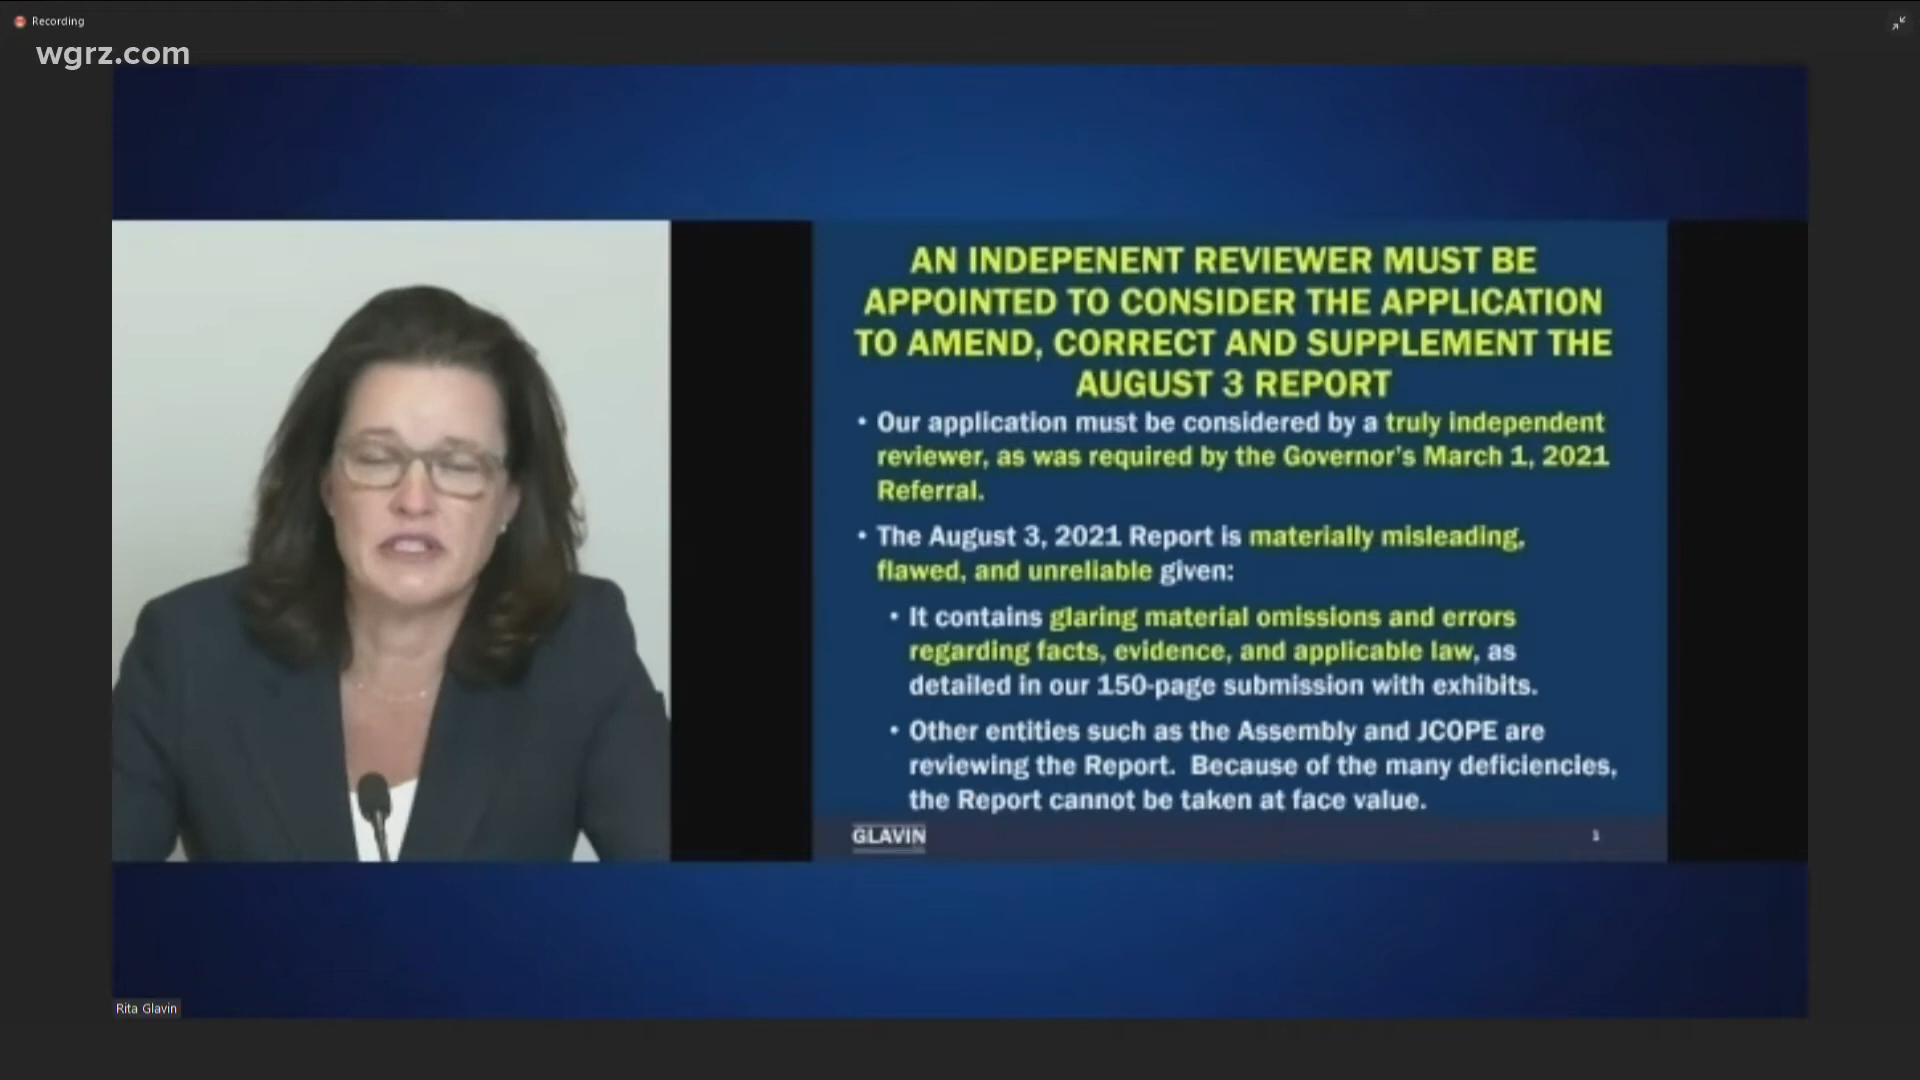 Recording
wgrz.com
AN INDEPENENT REVIEWER MUST BE
APPOINTED TO CONSIDER THE APPLICATION
TO AMEND, CORRECT AND SUPPLEMENT THE
AUGUST 3 REPORT
• Our application must be considered by a truly independent
reviewer, as was required by the Governor's March 1, 2021
Referral.
• The August 3, 2021 Report is materially misleading,
flawed, and unreliable given:
• It contains glaring material omissions and errors
regarding facts, evidence, and applicable law, as
detailed in our 150-page submission with exhibits.
• Other entities such as the Assembly and JCOPE are
reviewing the Report. Because of the many deficiencies,
the Report cannot be taken at face value.
GLAVIN
Rita Glavin